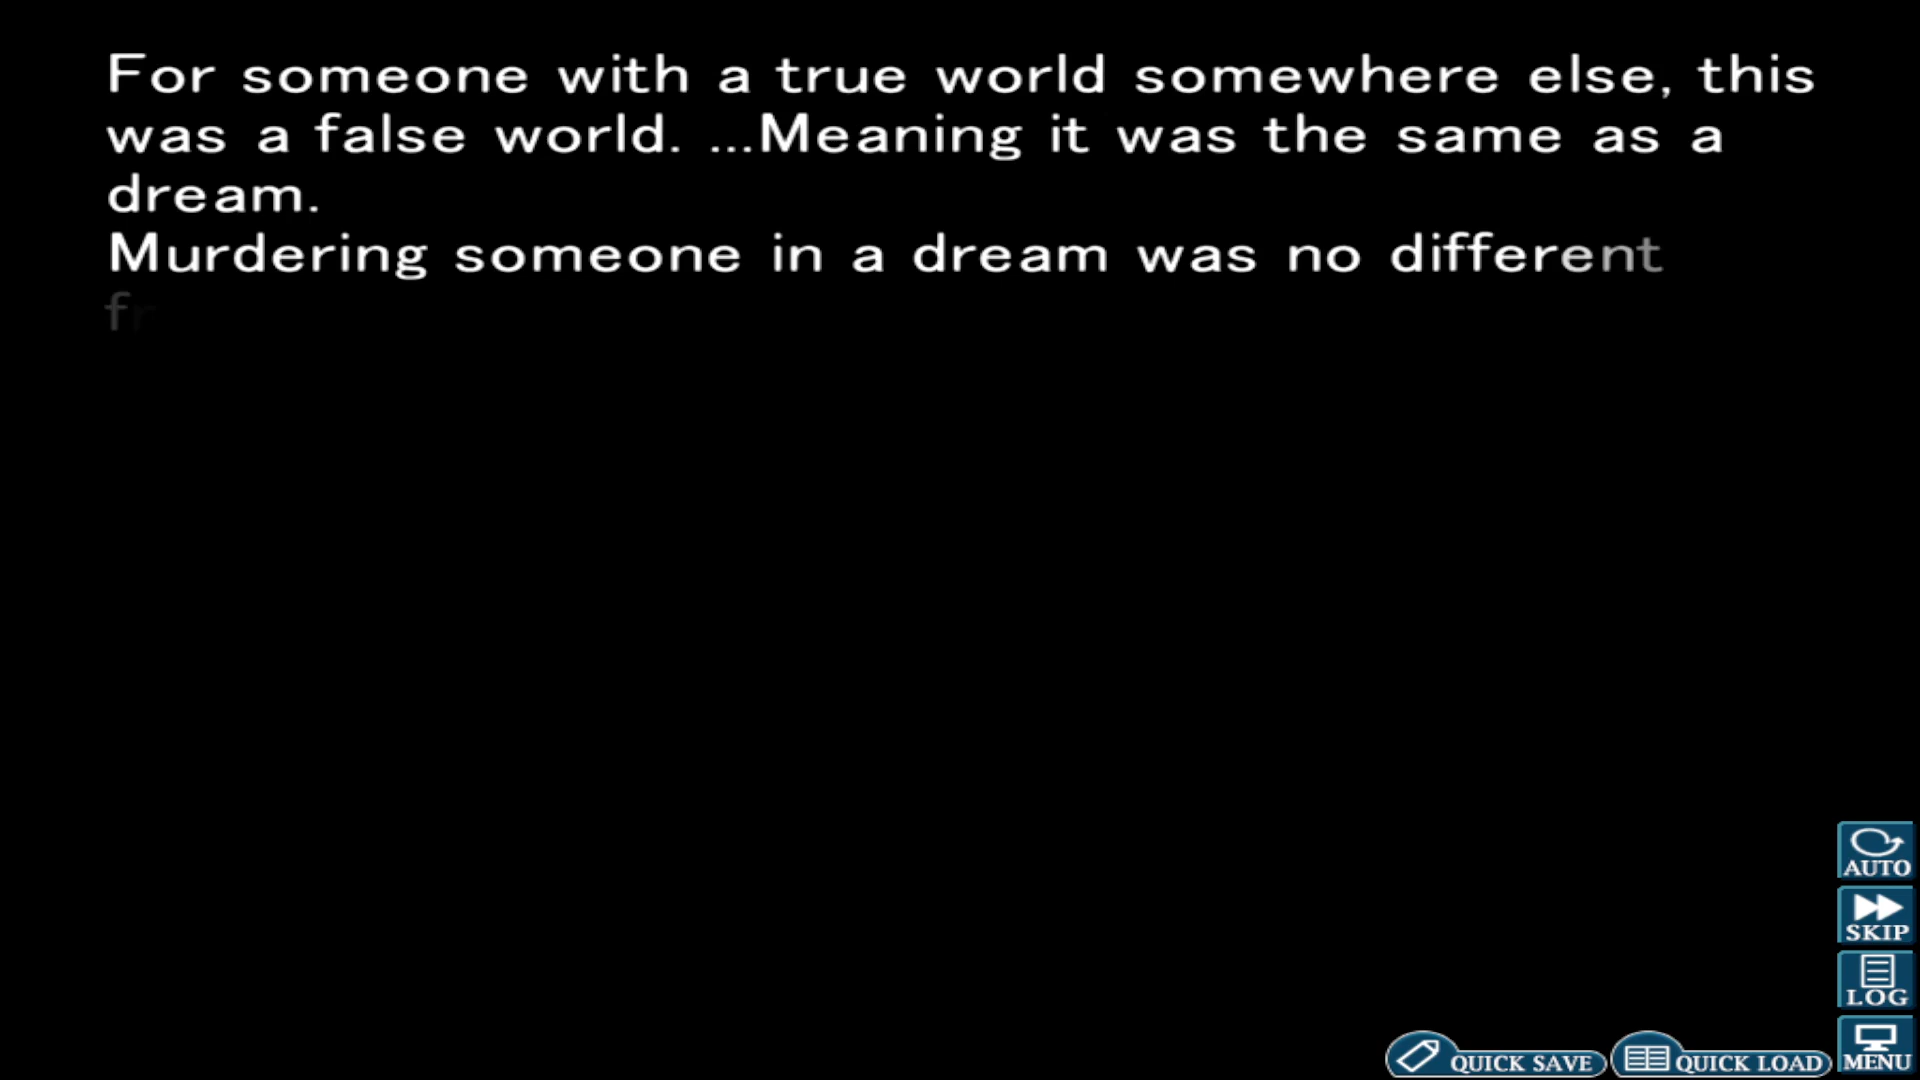 For someone with a true world somewhere else, this
was a false world. ...Meaning it was the same as a
dream.
Murdering someone in a dream was no different
fr
AUTO
SKIP
LOG
MENU
QUICK SAVE
QUICK LOAD